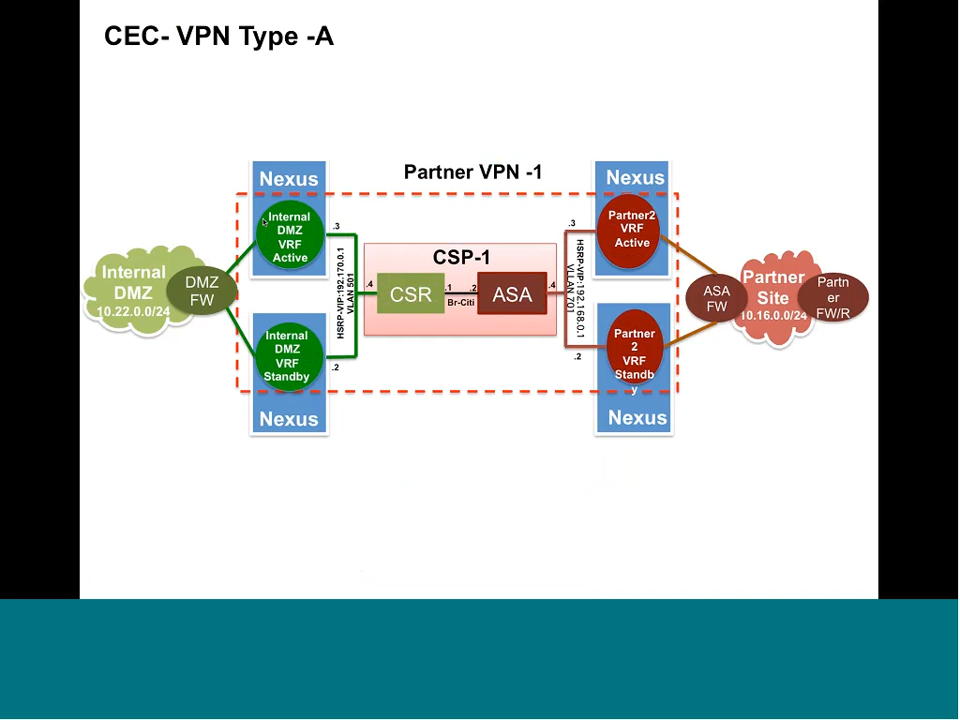 CEC- VPN Type -A
Partner VPN -1
Nexus
Internal
DMZ
VRF
Active
.3
HSRP-VIP:192.170.0.1
VLAN 501
.2
Internal
DMZ
VRF
Standby
Nexus
Internal
DMZ
10.22.0.0/24
DMZ
FW
CSP-1
.4
CSR
.1
.2
Br-Citi
ASA
.4
Nexus
Partner2
VRF
Active
.3
HSRP-VIP:192.168.0.1
VLAN 701
.2
Partner
2
VRF
Standb
y
Nexus
ASA
FW
Partner
Site
10.16.0.0/24
Partn
er
FW/R